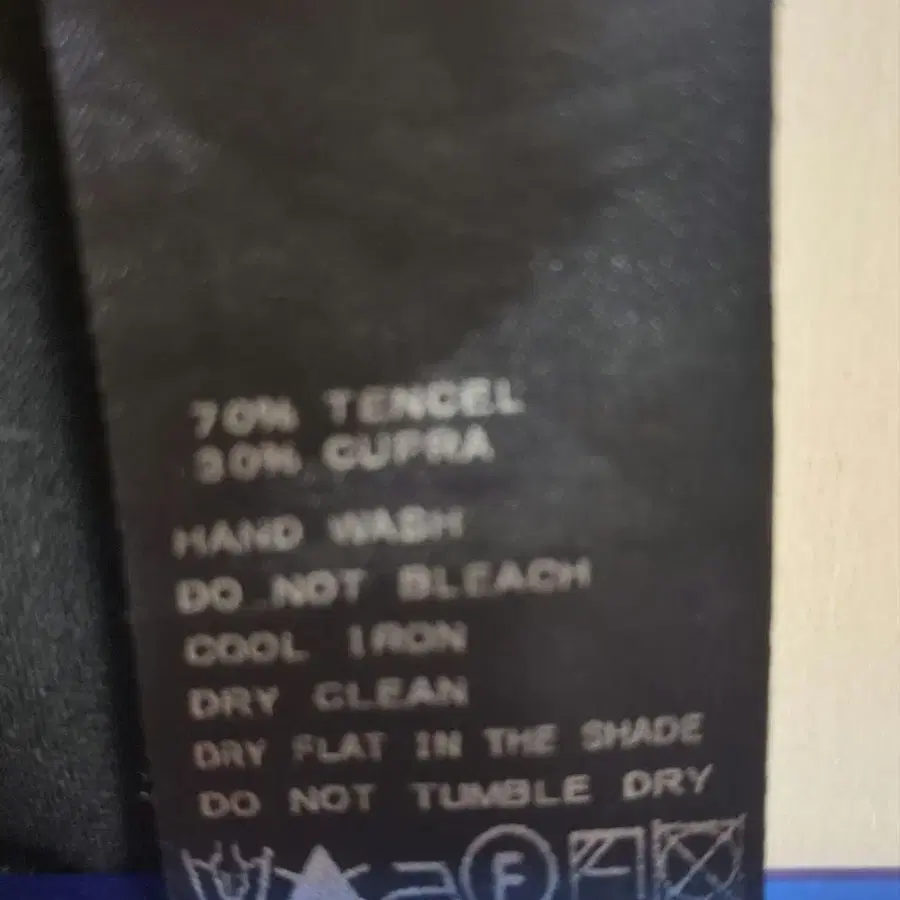 70% TENCEL
30% CUPRA
HAND WASH
DO NOT BLEACH
COOL IRON
DRY CLEAN
DRY FLAT IN THE SHADE
DO NOT TUMBLE DRY
F